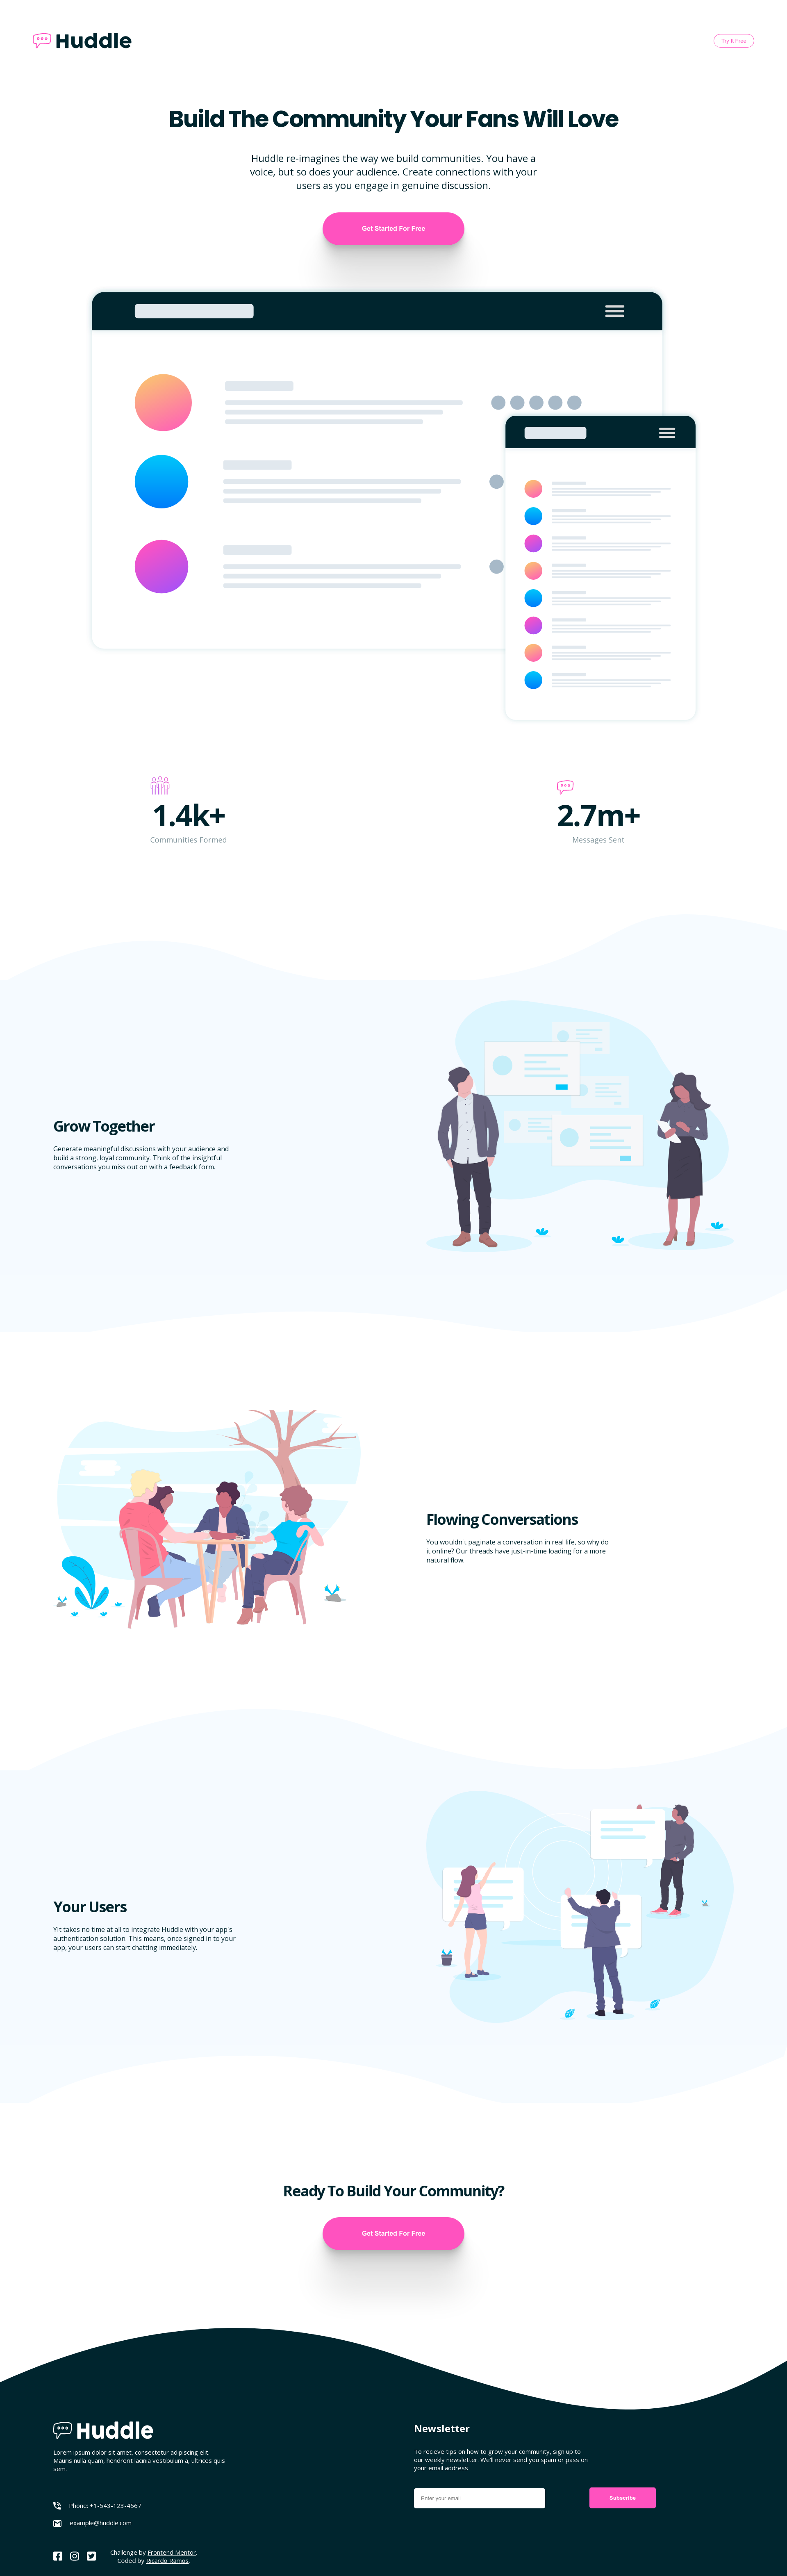 Huddle
Try It Free
Build The Community Your Fans Will Love
Huddle re-imagines the way we build communities. You have a
voice, but so does your audience. Create connections with your
users as you engage in genuine discussion.
Get Started For Free
1.4k+
Communities Formed
2.7m+
Messages Sent
Grow Together
Generate meaningful discussions with your audience and
build a strong, loyal community. Think of the insightful
conversations you miss out on with a feedback form.
Flowing Conversations
You wouldn't paginate a conversation in real life, so why do
it online? Our threads have just-in-time loading for a more
natural flow.
Your Users
YIt takes no time at all to integrate Huddle with your app's
authentication solution. This means, once signed in to your
app, your users can start chatting immediately.
Ready To Build Your Community?
Get Started For Free
Huddle
Lorem ipsum dolor sit amet, consectetur adipiscing elit.
Mauris nulla quam, hendrerit lacinia vestibulum a, ultrices quis
sem.
Phone: +1-543-123-4567
example@huddle.com
Challenge by Frontend Mentor.
Coded by Ricardo Ramos.
Newsletter
To recieve tips on how to grow your community, sign up to
our weekly newsletter. We'll never send you spam or pass on
your email address
Enter your email
Subscribe